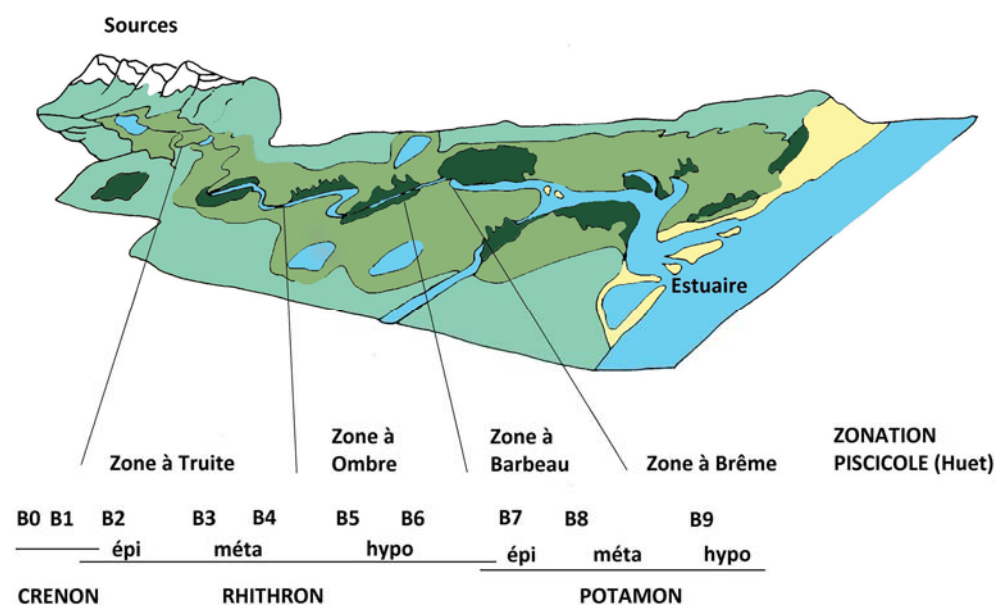 Sources
Estuaire
Zone à Truite
Zone à
Ombre
Zone à
Barbeau
Zone à Brême
ZONATION
PISCICOLE (Huet)
B0 B1 B2 B3 B4 B5 B6 B7 B8 B9
épi méta hypo épi méta hypo
CRENON RHITHRON POTAMON